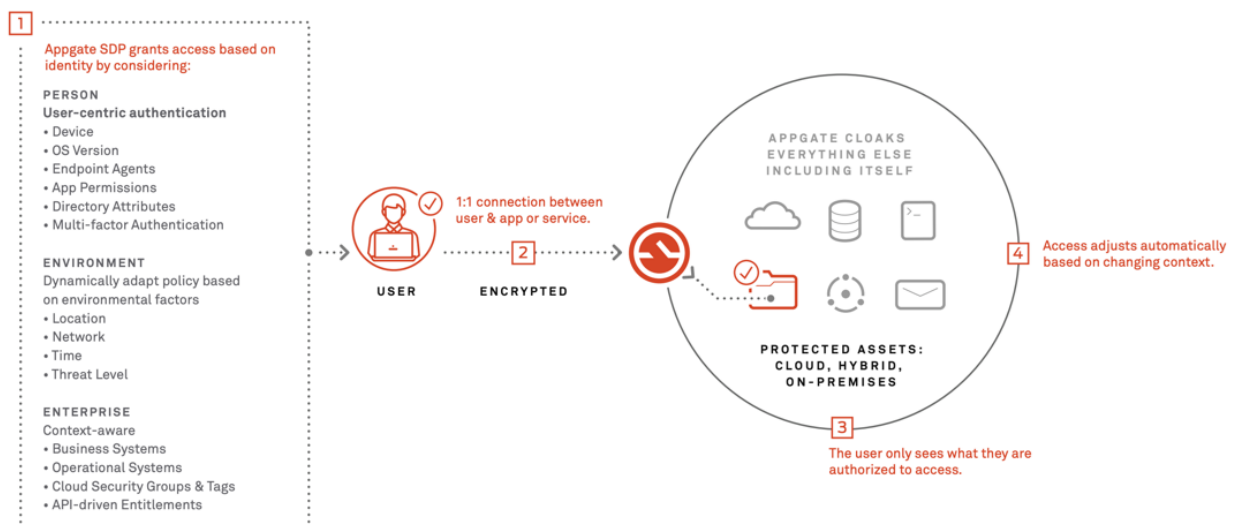 1
Appgate SDP grants access based on
identity by considering:
PERSON
User-centric authentication
• Device
• OS Version
• Endpoint Agents
• App Permissions
• Directory Attributes
• Multi-factor Authentication
ENVIRONMENT
Dynamically adapt policy based
on environmental factors
• Location
• Network
• Time
• Threat Level
ENTERPRISE
Context-aware
• Business Systems
• Operational Systems
• Cloud Security Groups & Tags
• API-driven Entitlements
USER
1:1 connection between
user & app or service.
2
ENCRYPTED
APPGATE CLOAKS
EVERYTHING ELSE
INCLUDING ITSELF
>_
PROTECTED ASSETS:
CLOUD, HYBRID,
ON-PREMISES
3
The user only sees what they are
authorized to access.
4
Access adjusts automatically
based on changing context.